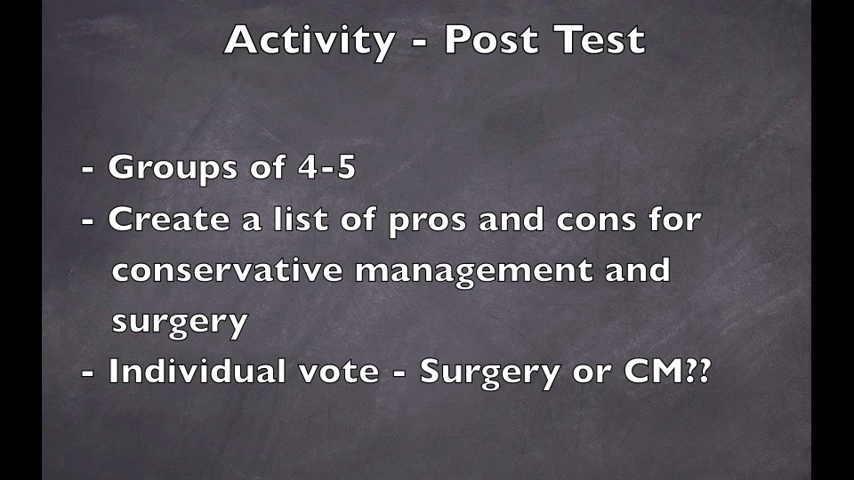 Activity - Post Test
- Groups of 4-5
- Create a list of pros and cons for
conservative management and
surgery
- Individual vote - Surgery or CM??